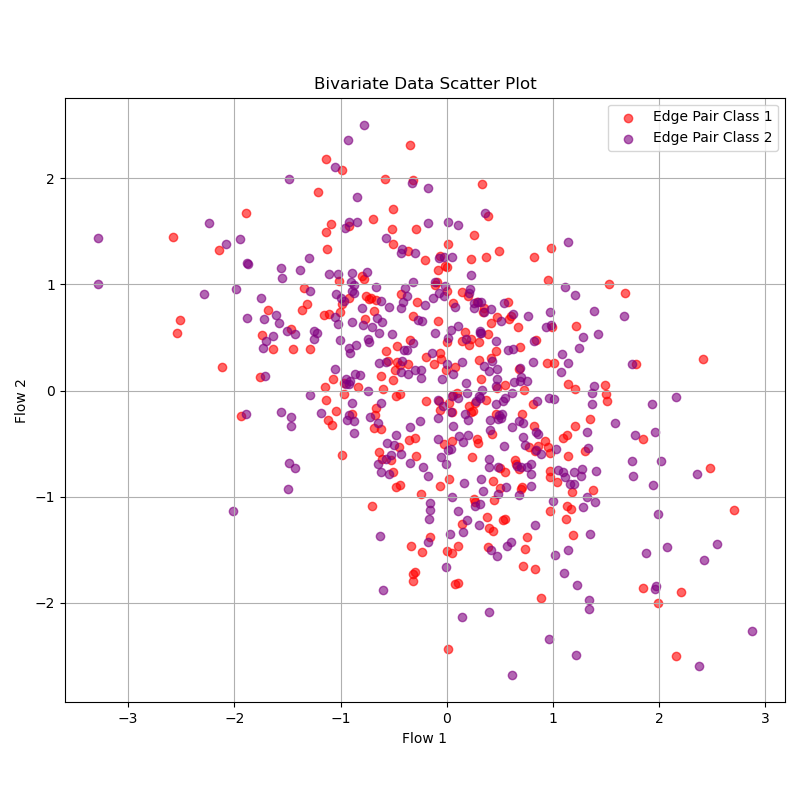 Bivariate Data Scatter Plot
Edge Pair Class 1
Edge Pair Class 2
Flow 2
2
1
0
−1
−2
−3
−2
−1
0
1
2
3
Flow 1